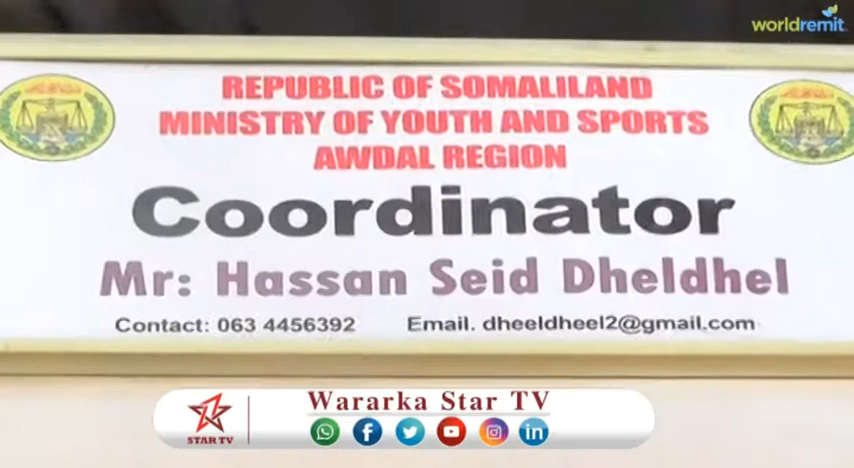 worldremit
REPUBLIC OF SOMALILAND
MINISTRY OF YOUTH AND SPORTS
AWDAL REGION
Coordinator
Mr: Hassan Seid Dheldhel
Contact: 063 4456392 Email. dheeldheel2@gmail.com
Wararka Star TV
STAR TV